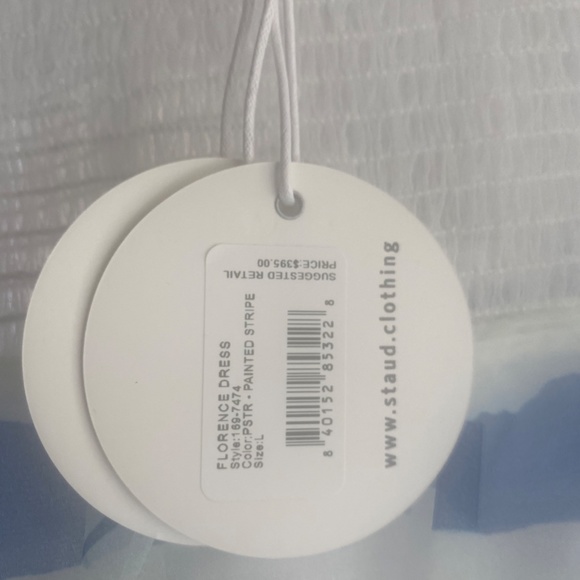 SUGGESTED RETAIL
PRICE:$395.00
FLORENCE DRESS
Style:169-7474
Color:PSTR - PAINTED STRIPE
Size:L
8 40152 85322 8
www.staud.clothing